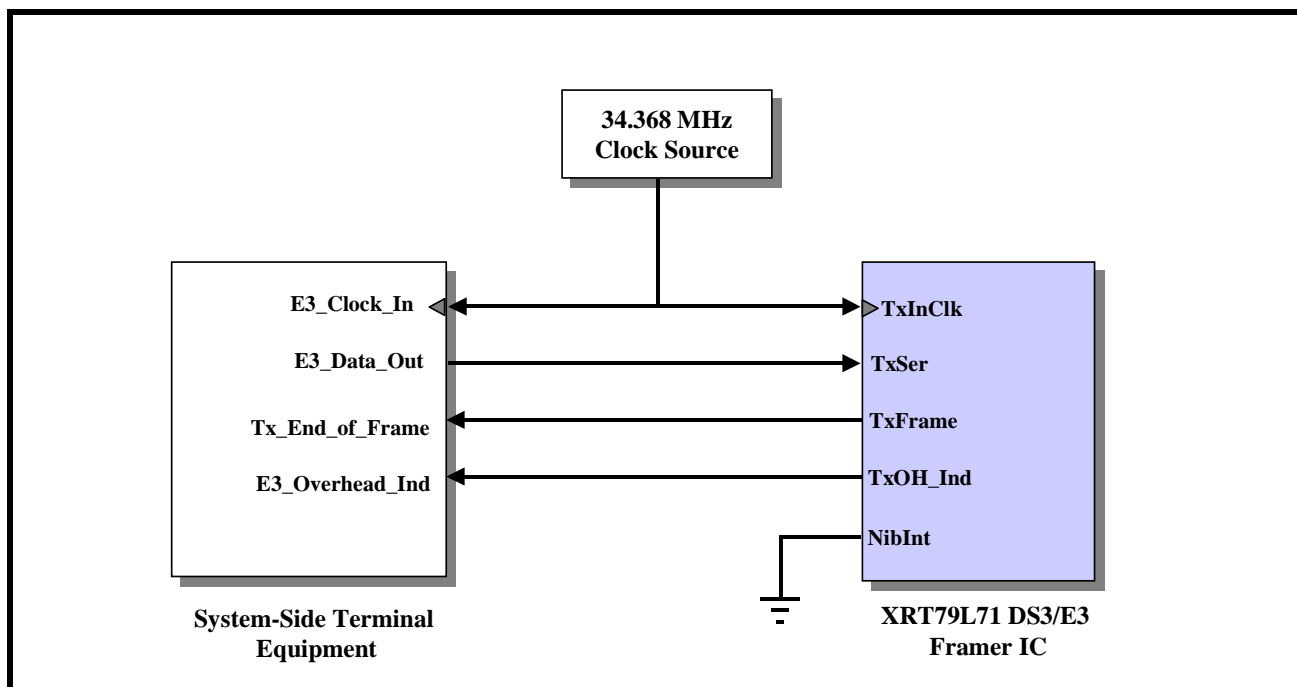 34.368 MHz
Clock Source
E3_Clock_In
E3_Data_Out
Tx_End_of_Frame
E3_Overhead_Ind
TxInClk
TxSer
TxFrame
TxOH_Ind
NibInt
System-Side Terminal
Equipment
XRT79L71 DS3/E3
Framer IC